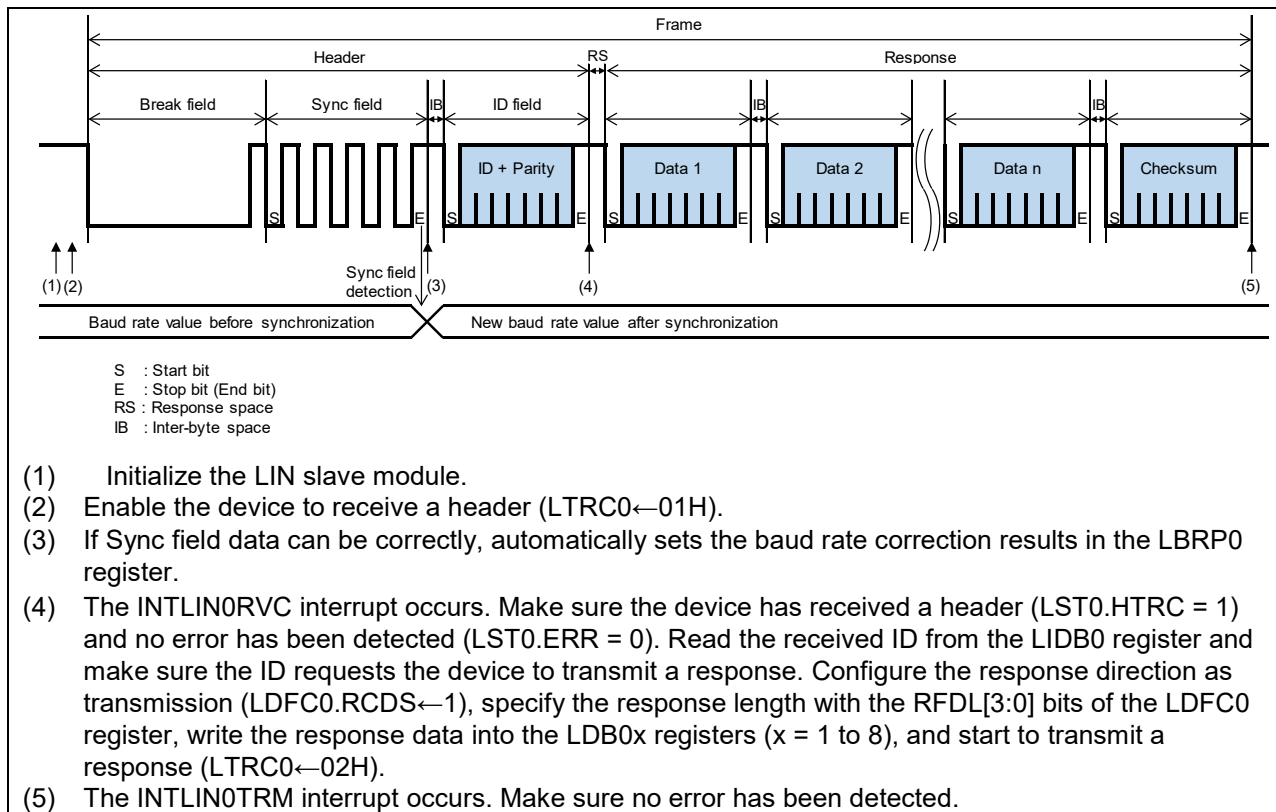 Frame
Header
RS
Response
Break field
Sync field
IB
ID field
IB
IB
ID + Parity
Data 1
Data 2
Data n
Checksum
S
E
S
E
S
E
S
E
S
E
S
E
(1)
(2)
Sync field
detection
(3)
(4)
(5)
Baud rate value before synchronization
New baud rate value after synchronization
S : Start bit
E : Stop bit (End bit)
RS : Response space
IB : Inter-byte space
(1) Initialize the LIN slave module.
(2) Enable the device to receive a header (LTRC0←01H).
(3) If Sync field data can be correctly, automatically sets the baud rate correction results in the LBRP0
register.
(4) The INTLIN0RVC interrupt occurs. Make sure the device has received a header (LST0.HTRC = 1)
and no error has been detected (LST0.ERR = 0). Read the received ID from the LIDB0 register and
make sure the ID requests the device to transmit a response. Configure the response direction as
transmission (LDFC0.RCDS←1), specify the response length with the RFDL[3:0] bits of the LDFC0
register, write the response data into the LDB0x registers (x = 1 to 8), and start to transmit a
response (LTRC0←02H).
(5) The INTLIN0TRM interrupt occurs. Make sure no error has been detected.